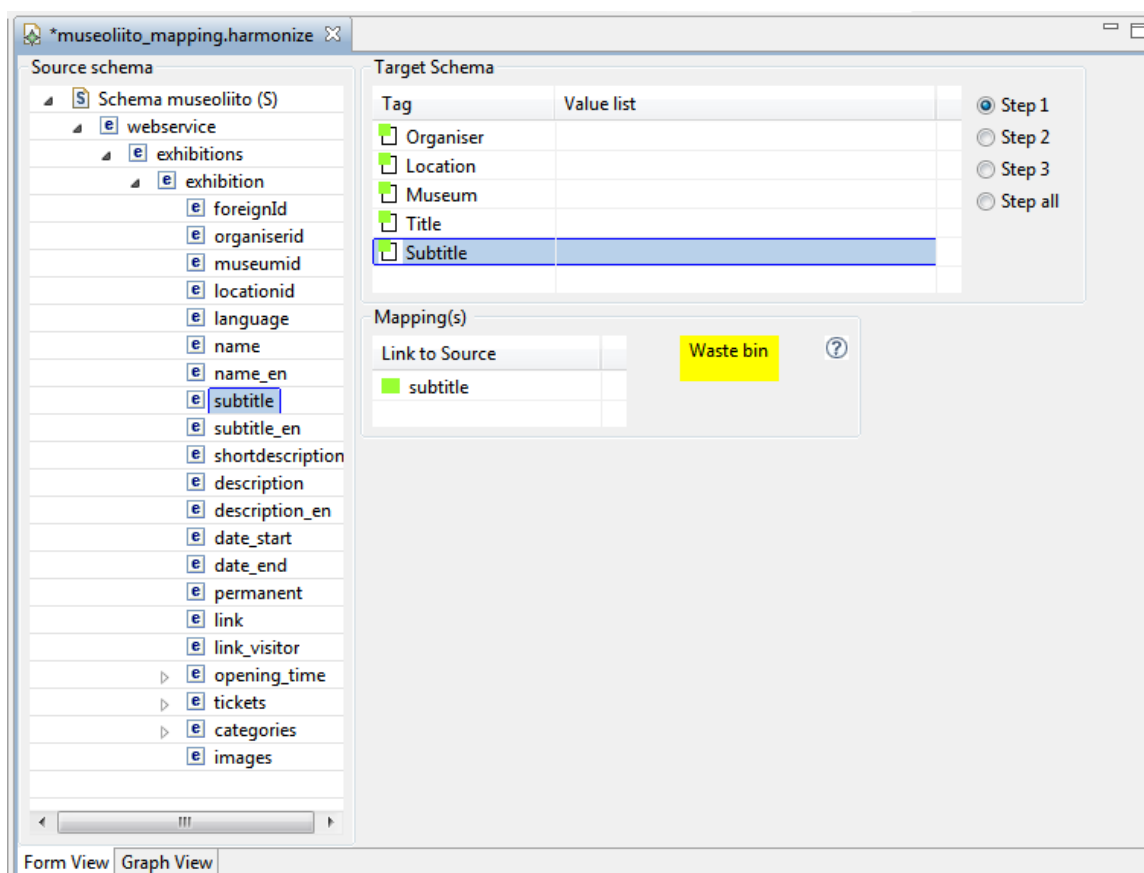 *museoliito_mapping.harmonize
Source schema
S Schema museoliito (S)
e webservice
e exhibitions
e exhibition
e foreignId
e organiserid
e museumid
e locationid
e language
e name
e name_en
e subtitle
e subtitle_en
e shortdescription
e description
e description_en
e date_start
e date_end
e permanent
e link
e link_visitor
e opening_time
e tickets
e categories
e images
Form View Graph View
Target Schema
Tag Value list
Organiser
Location
Museum
Title
Subtitle
Step 1
Step 2
Step 3
Step all
Mapping(s)
Link to Source
subtitle
Waste bin
?